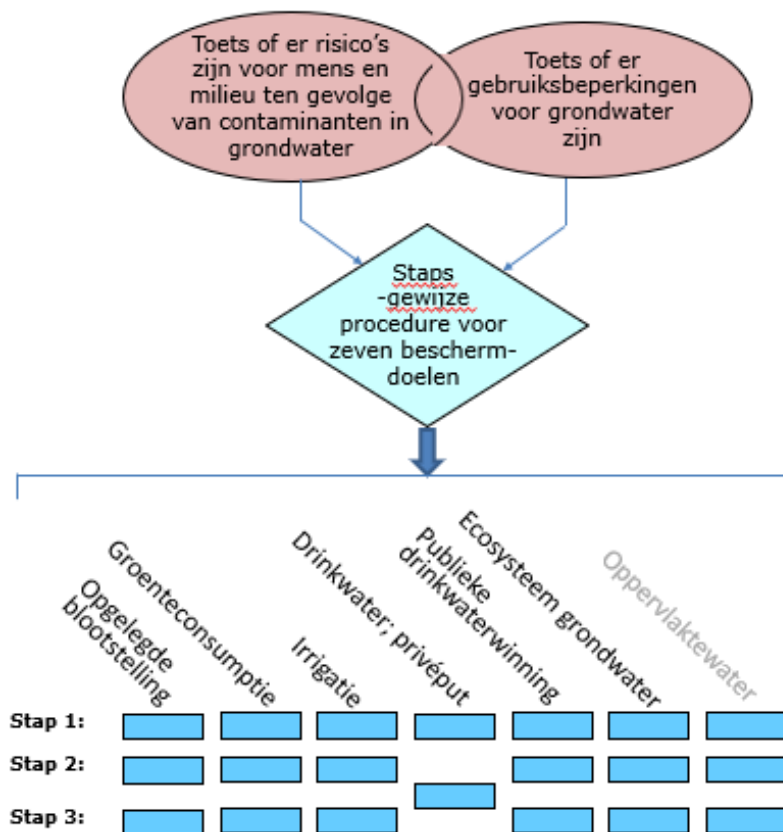 Toets of er risico’s
zijn voor mens en
milieu ten gevolge
van contaminanten in
grondwater
Toets of er
gebruiksbeperkingen
voor grondwater
zijn
Staps
-gewijze
procedure voor
zeven bescherm-
doelen
Opgelegde
blootstelling
Groenteconsumptie
Irrigatie
Drinkwater; privéput
Publieke
drinkwaterwinning
Ecosysteem grondwater
Oppervlaktewater
Stap 1:
Stap 2:
Stap 3: